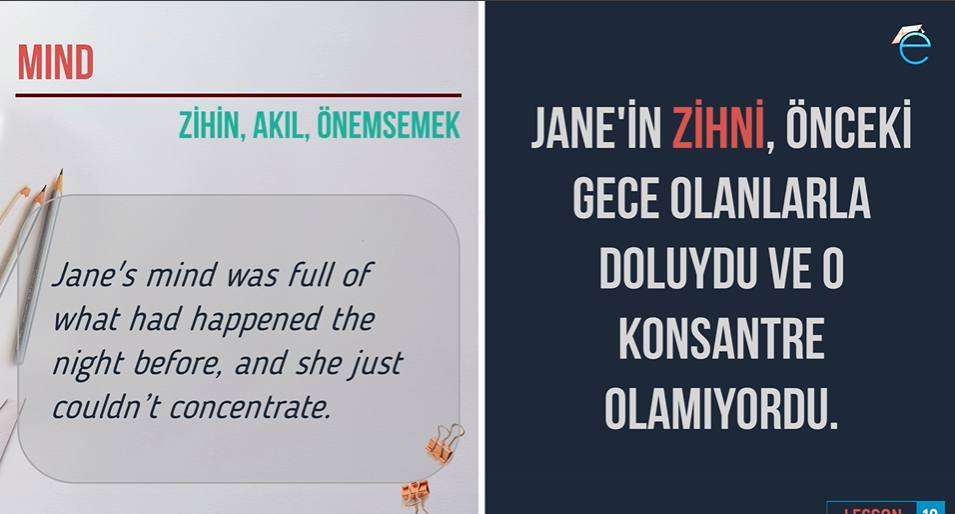 MIND
ZİHİN, AKIL, ÖNEMSEMEK
Jane's mind was full of
what had happened the
night before, and she just
couldn't concentrate.
JANE'İN ZİHNİ, ÖNCEKİ
GECE OLANLARLA
DOLUYDU VE O
KONSANTRE
OLAMIYORDU.
LESSON